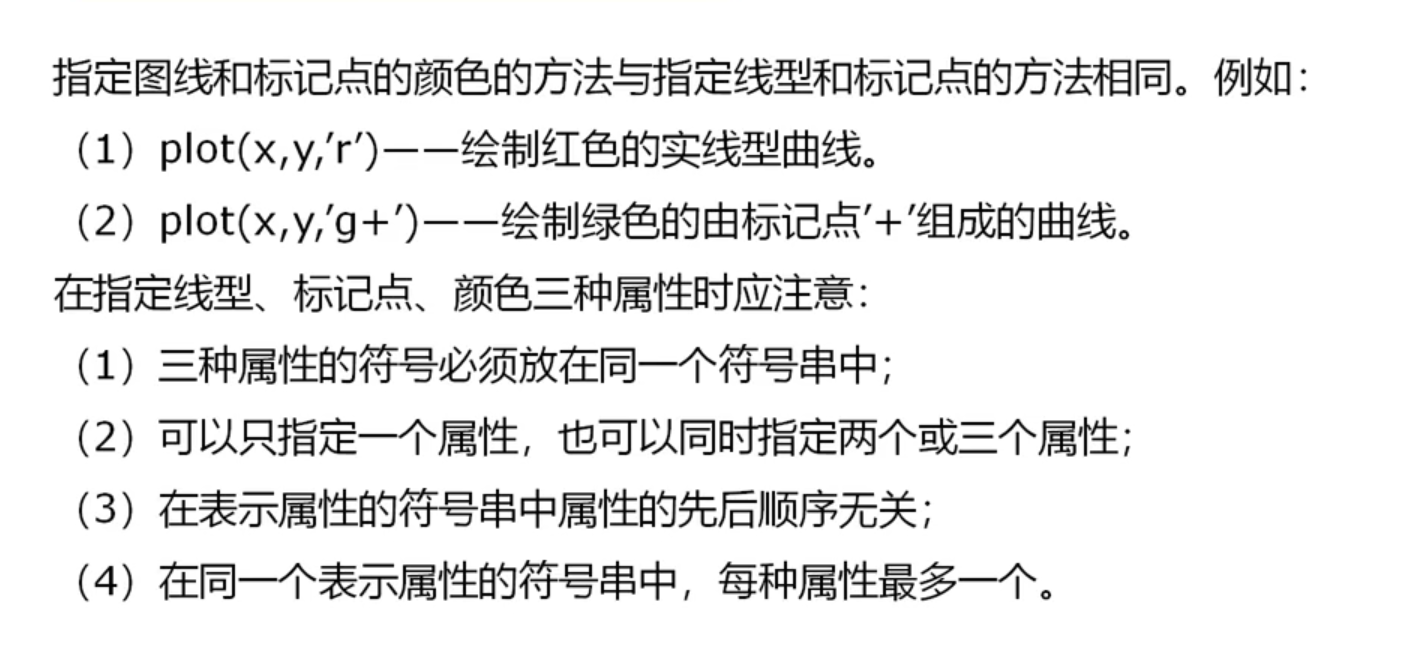 指定图线和标记点的颜色的方法与指定线型和标记点的方法相同。例如：
（1）plot(x,y,′r′)——绘制红色的实线型曲线。
（2）plot(x,y,′g+′)——绘制绿色的由标记点′+′组成的曲线。
在指定线型、标记点、颜色三种属性时应注意：
（1）三种属性的符号必须放在同一个符号串中；
（2）可以只指定一个属性，也可以同时指定两个或三个属性；
（3）在表示属性的符号串中属性的先后顺序无关；
（4）在同一个表示属性的符号串中，每种属性最多一个。